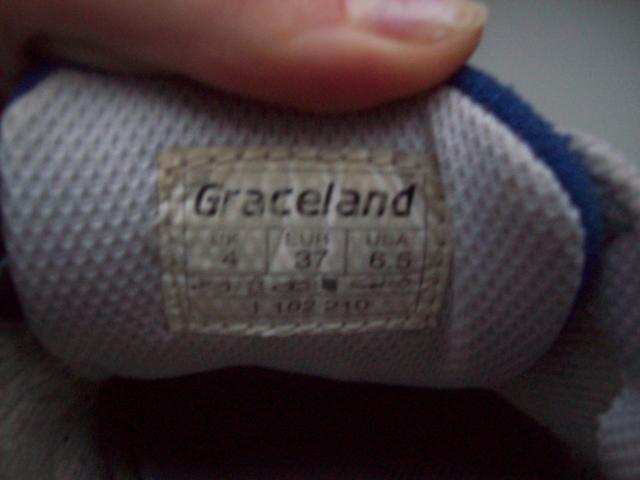 Graceland
UK EUR USA
4 37 6.5
1 102 210